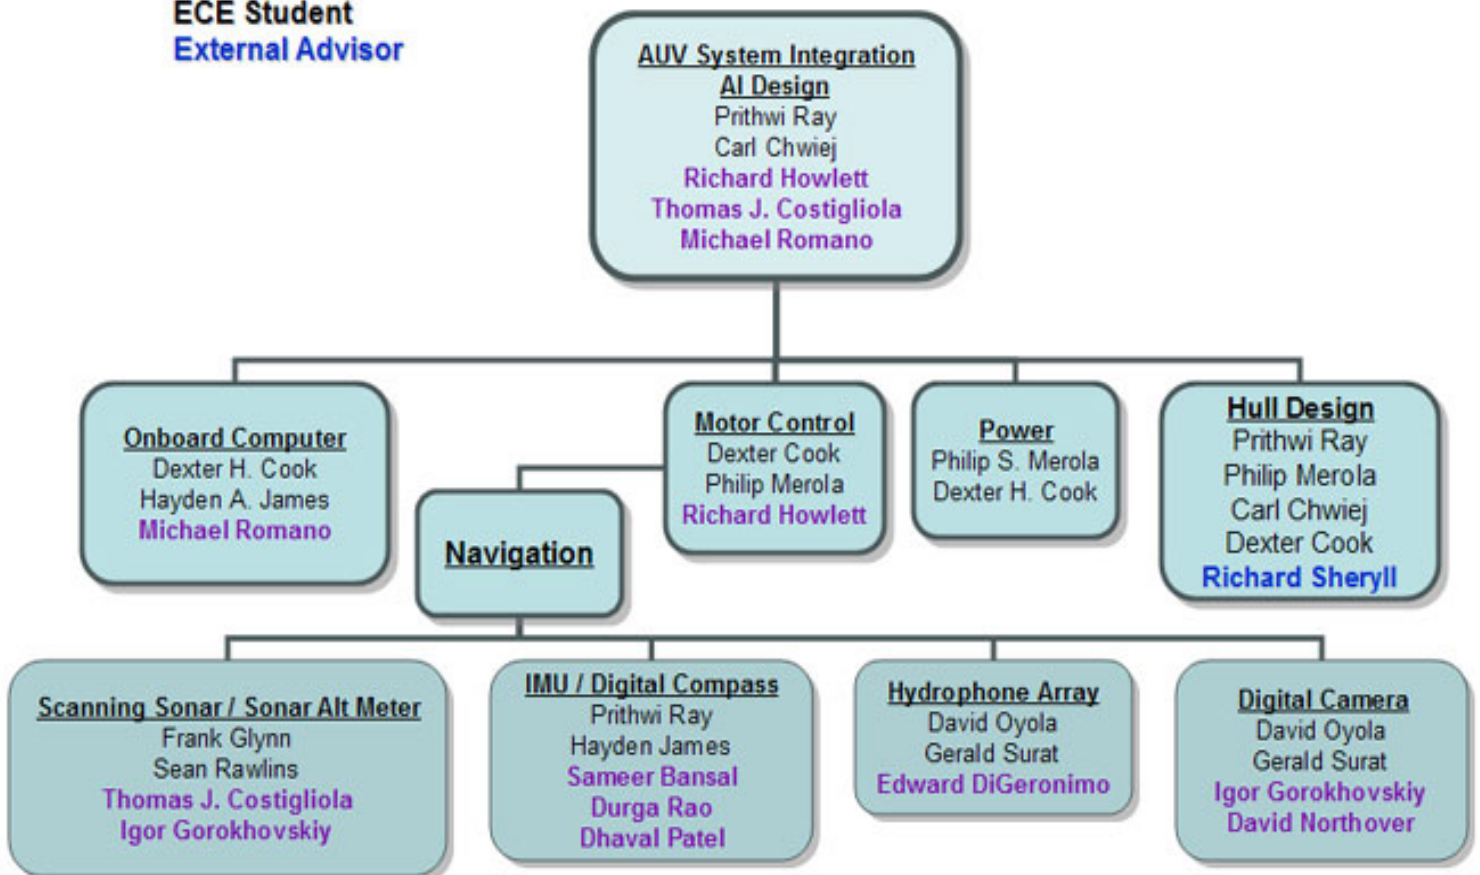 ECE Student
External Advisor
AUV System Integration
AI Design
Prithwi Ray
Carl Chwiej
Richard Howlett
Thomas J. Costigliola
Michael Romano
Onboard Computer
Dexter H. Cook
Hayden A. James
Michael Romano
Motor Control
Dexter Cook
Philip Merola
Richard Howlett
Power
Philip S. Merola
Dexter H. Cook
Hull Design
Prithwi Ray
Philip Merola
Carl Chwiej
Dexter Cook
Richard Sheryll
Navigation
Scanning Sonar / Sonar Alt Meter
Frank Glynn
Sean Rawlins
Thomas J. Costigliola
Igor Gorokhovskiy
IMU / Digital Compass
Prithwi Ray
Hayden James
Sameer Bansal
Durga Rao
Dhaval Patel
Hydrophone Array
David Oyola
Gerald Surat
Edward DiGeronimo
Digital Camera
David Oyola
Gerald Surat
Igor Gorokhovskiy
David Northover